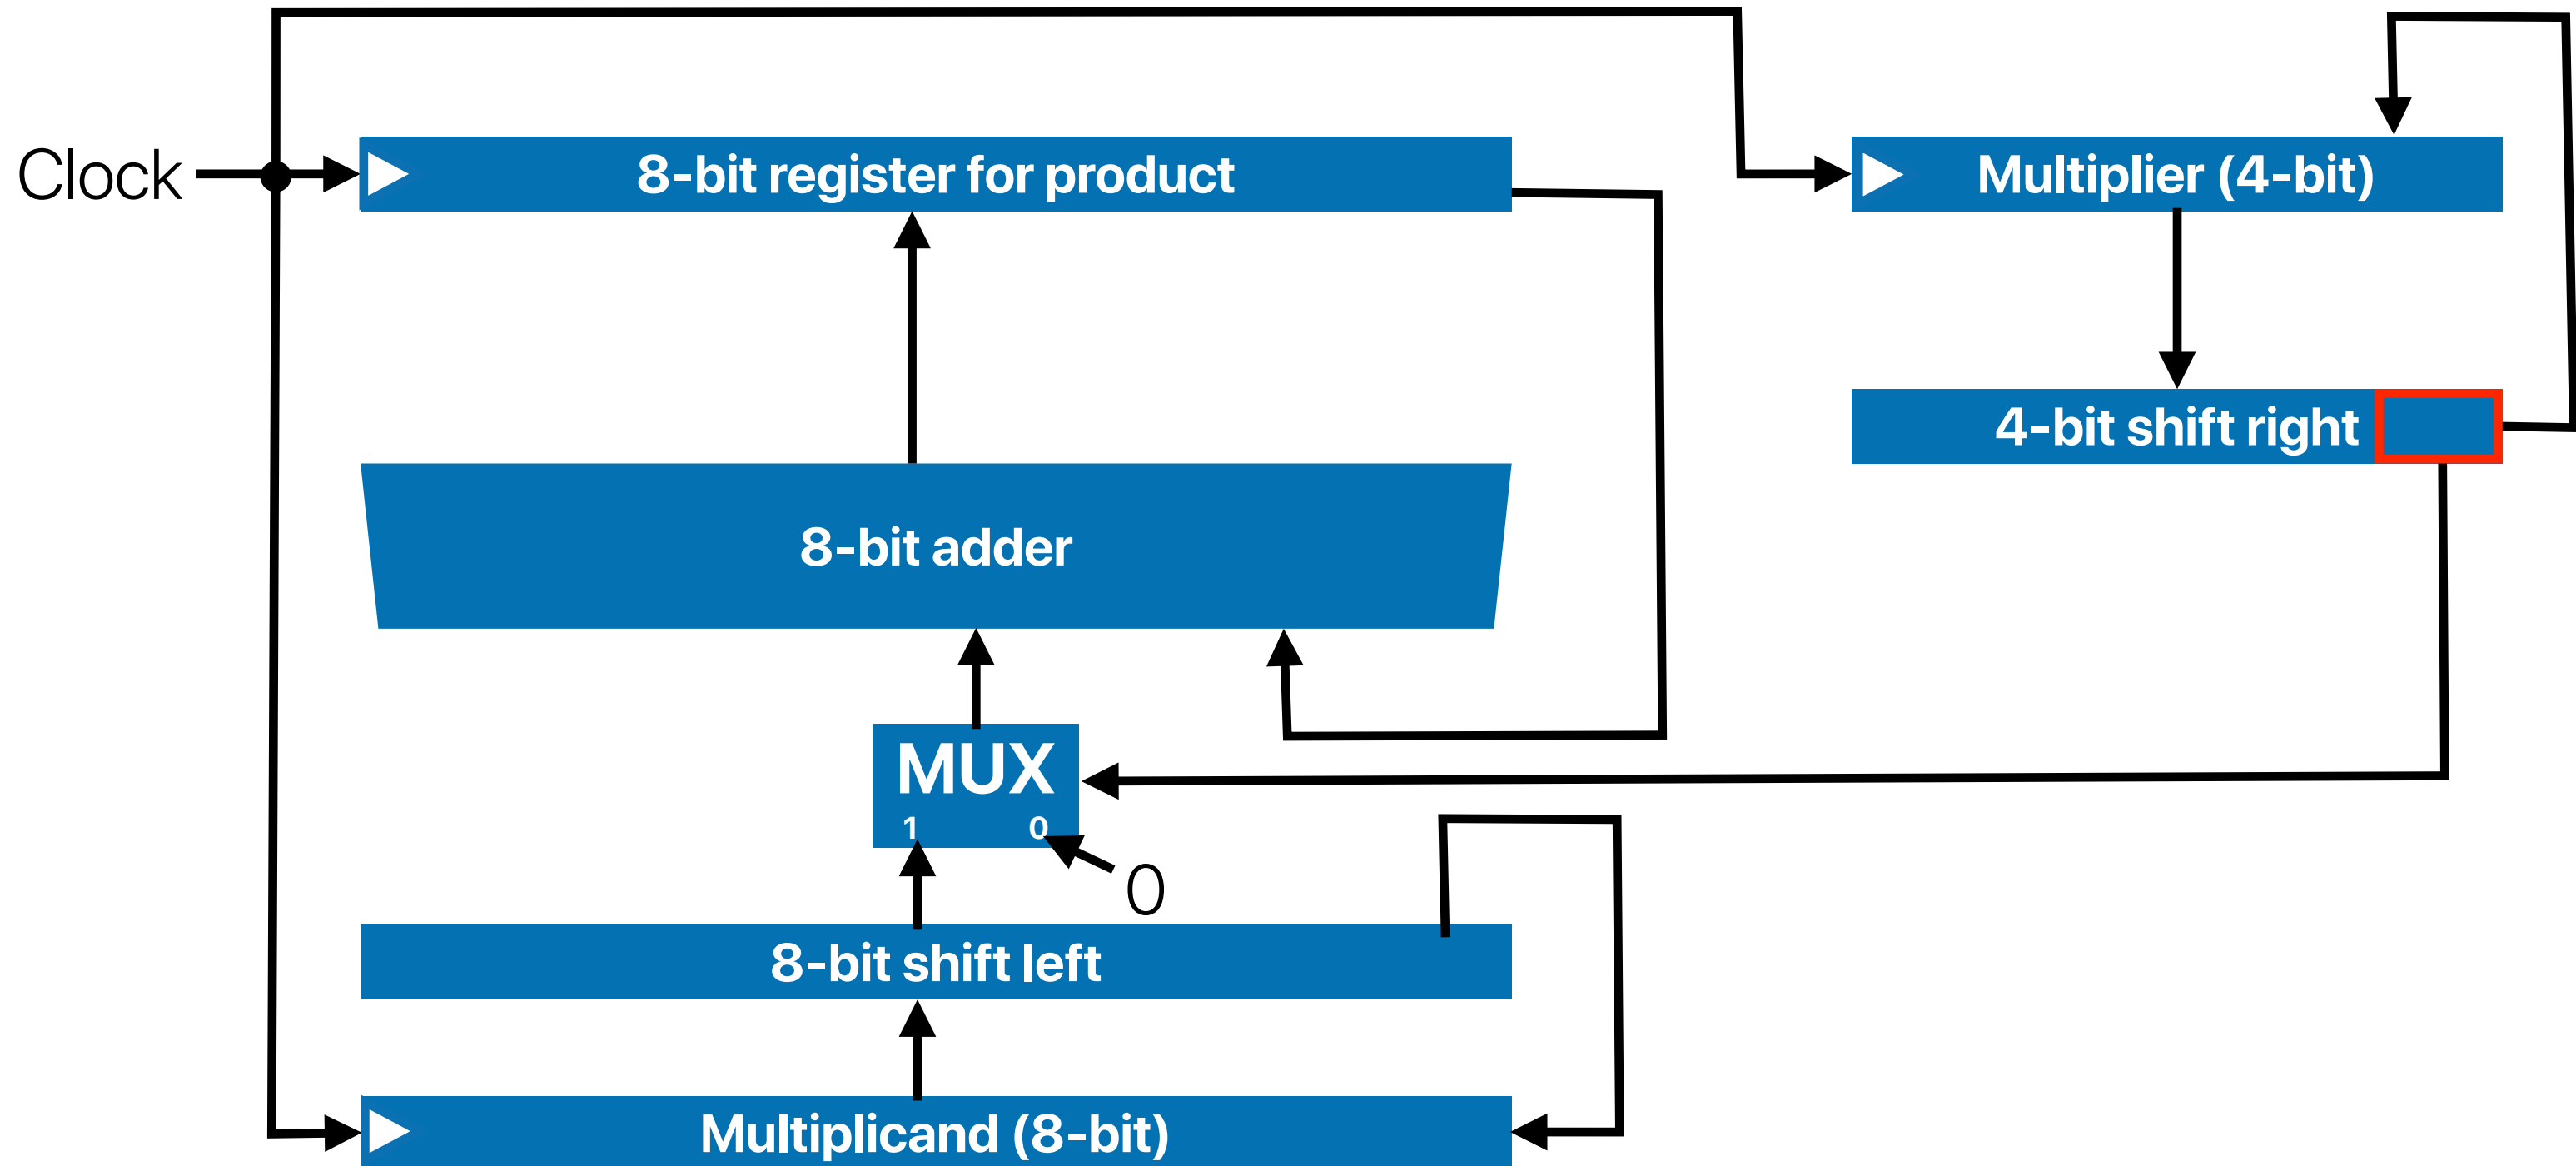 Clock
8-bit register for product
Multiplier (4-bit)
4-bit shift right
8-bit adder
MUX
1 0
0
8-bit shift left
Multiplicand (8-bit)